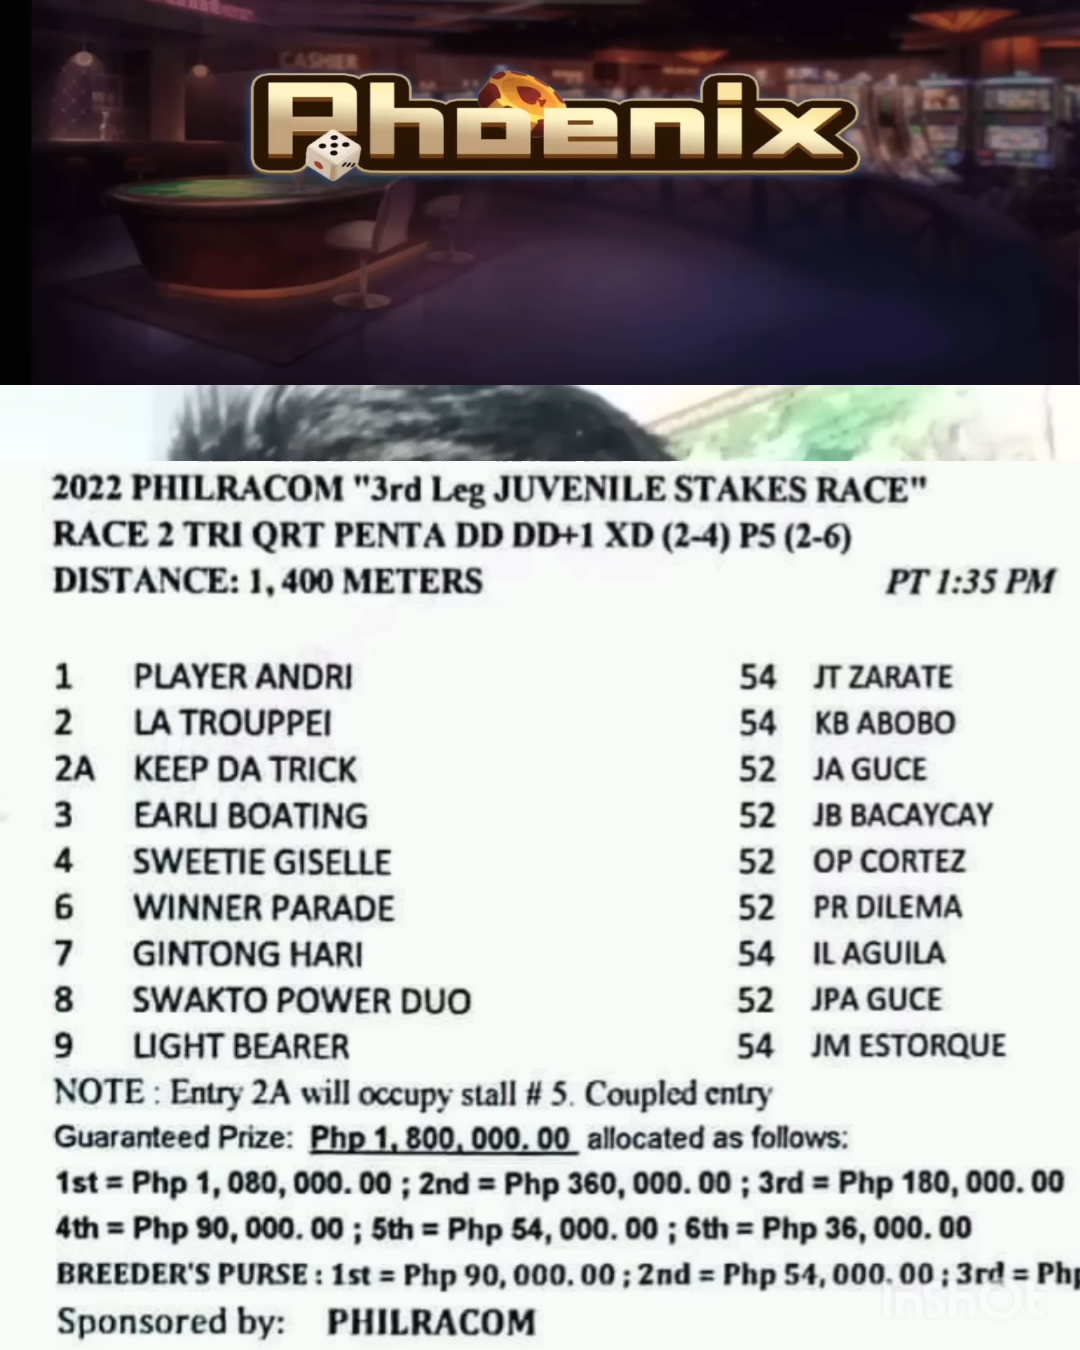 CASHIER
Phoenix
2022 PHILRACOM "3rd Leg JUVENILE STAKES RACE"
RACE 2 TRI QRT PENTA DD DD+1 XD (2-4) P5 (2-6)
DISTANCE: 1, 400 METERS PT 1:35 PM
1 PLAYER ANDRI 54 JT ZARATE
2 LA TROUPPEI 54 KB ABOBO
2A KEEP DA TRICK 52 JA GUCE
3 EARLI BOATING 52 JB BACAYCAY
4 SWEETIE GISELLE 52 OP CORTEZ
6 WINNER PARADE 52 PR DILEMA
7 GINTONG HARI 54 IL AGUILA
8 SWAKTO POWER DUO 52 JPA GUCE
9 LIGHT BEARER 54 JM ESTORQUE
NOTE : Entry 2A will occupy stall # 5. Coupled entry
Guaranteed Prize: Php 1, 800, 000. 00 allocated as follows:
1st = Php 1, 080, 000. 00 ; 2nd = Php 360, 000. 00 ; 3rd = Php 180, 000. 00
4th = Php 90, 000. 00 ; 5th = Php 54, 000. 00 ; 6th = Php 36, 000. 00
BREEDER'S PURSE : 1st = Php 90, 000. 00 ; 2nd = Php 54, 000. 00 ; 3rd = Php
InShOt
Sponsored by: PHILRACOM